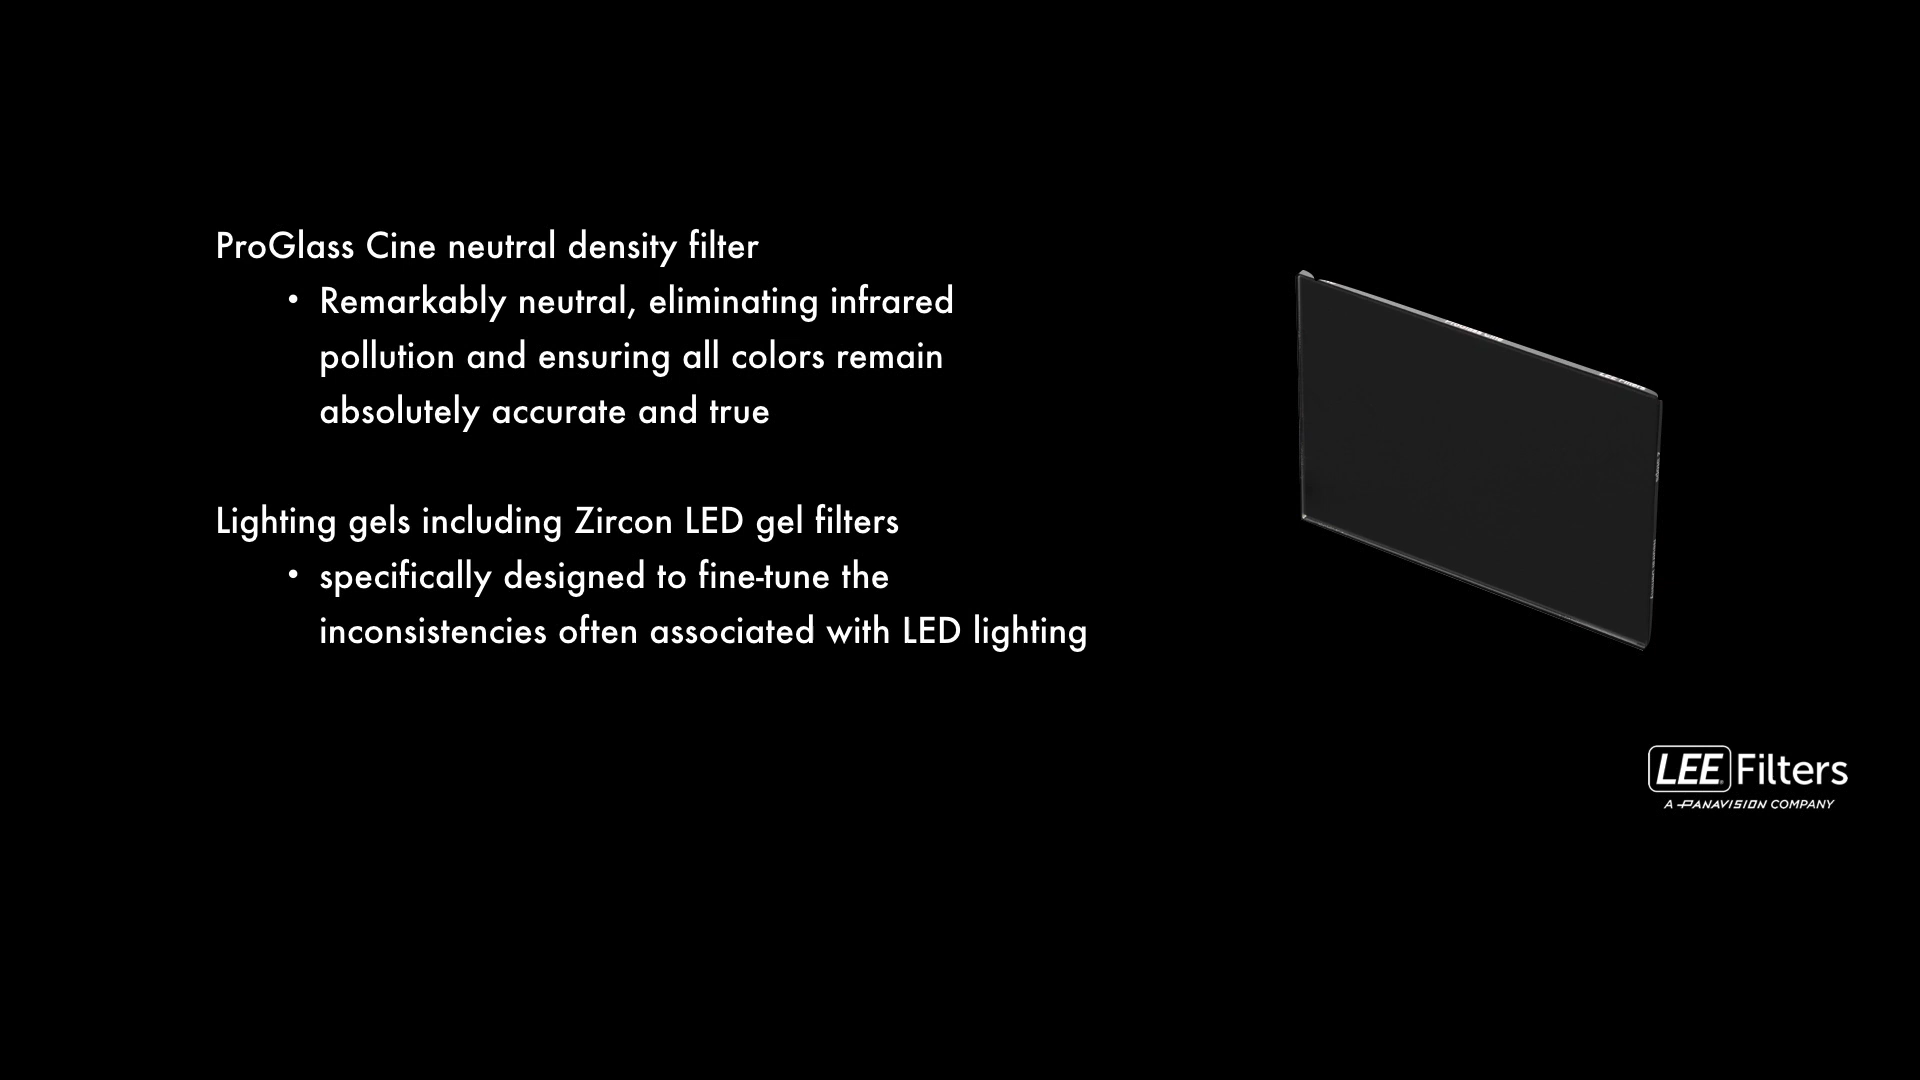 ProGlass Cine neutral density filter
• Remarkably neutral, eliminating infrared
pollution and ensuring all colors remain
absolutely accurate and true
Lighting gels including Zircon LED gel filters
• specifically designed to fine-tune the
inconsistencies often associated with LED lighting
LEE Filters
A PANAVISION COMPANY